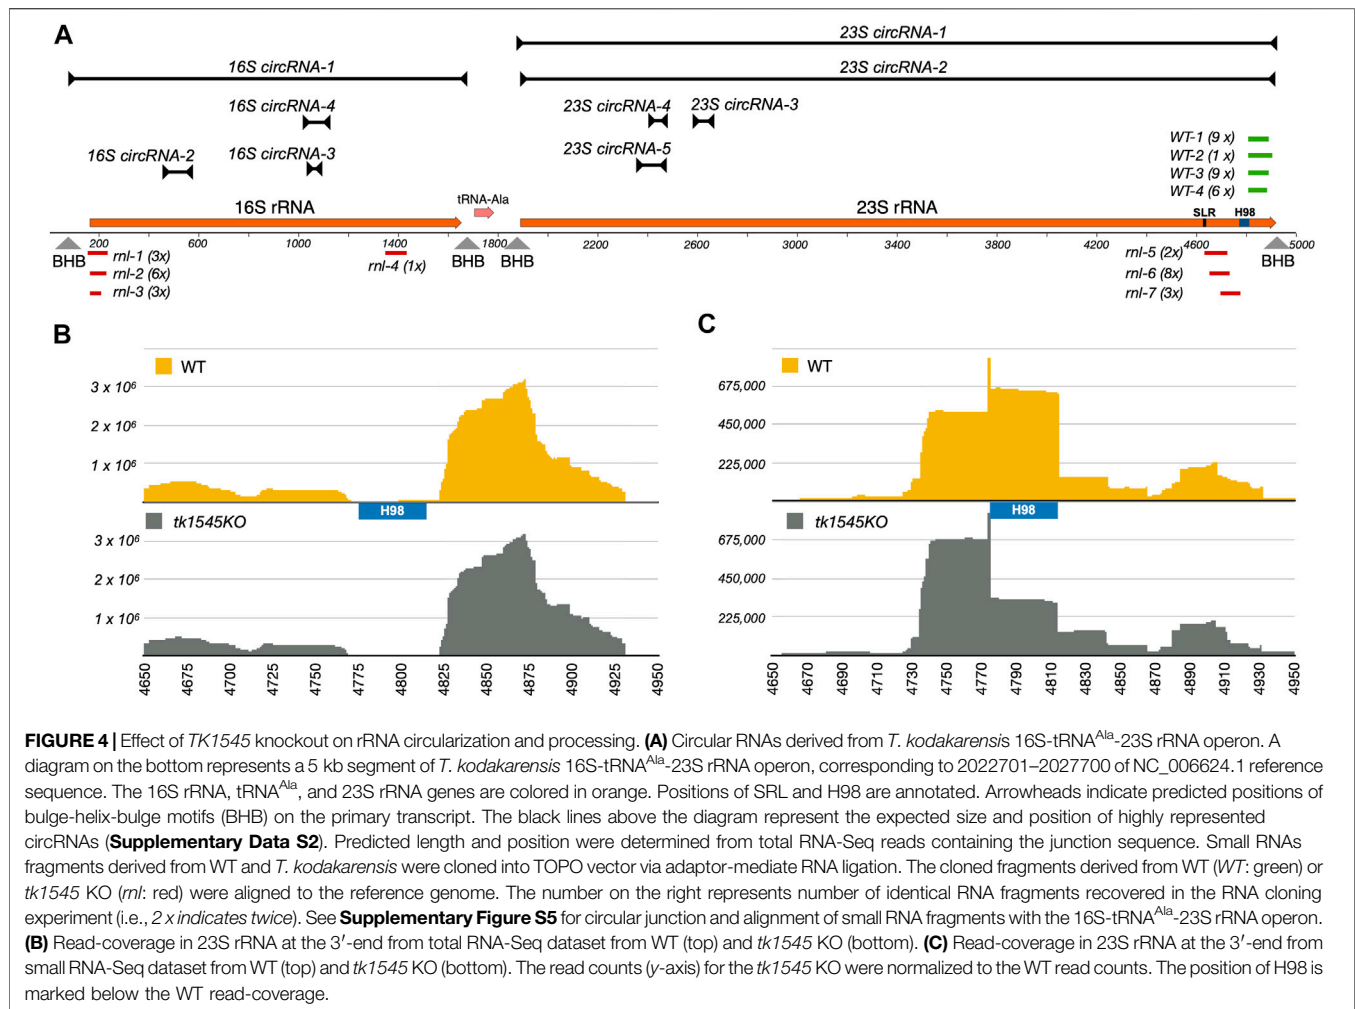 A
23S circRNA-1
16S circRNA-1
23S circRNA-2
16S circRNA-4
23S circRNA-4
23S circRNA-3
16S circRNA-2
16S circRNA-3
23S circRNA-5
WT-1 (9 x)
WT-2 (1 x)
WT-3 (9 x)
WT-4 (6 x)
16S rRNA
tRNA-Ala
23S rRNA
SLR
H98
200
600
1000
1400
1800
2200
2600
3000
3400
3800
4200
4600
5000
BHB
BHB
BHB
BHB
rnl-1 (3x)
rnl-2 (6x)
rnl-3 (3x)
rnl-4 (1x)
rnl-5 (2x)
rnl-6 (8x)
rnl-7 (3x)
B
WT
3 x 10⁶
2 x 10⁶
1 x 10⁶
H98
tk1545KO
3 x 10⁶
2 x 10⁶
1 x 10⁶
4650
4675
4700
4725
4750
4775
4800
4825
4850
4875
4900
4925
4950
C
WT
675,000
450,000
225,000
H98
tk1545KO
675,000
450,000
225,000
4650
4670
4690
4710
4730
4750
4770
4790
4810
4830
4850
4870
4890
4910
4930
4950
FIGURE 4 | Effect of TK1545 knockout on rRNA circularization and processing. (A) Circular RNAs derived from T. kodakarensis 16S-tRNAᴬˡᵃ-23S rRNA operon. A
diagram on the bottom represents a 5 kb segment of T. kodakarensis 16S-tRNAᴬˡᵃ-23S rRNA operon, corresponding to 2022701–2027700 of NC_006624.1 reference
sequence. The 16S rRNA, tRNAᴬˡᵃ, and 23S rRNA genes are colored in orange. Positions of SRL and H98 are annotated. Arrowheads indicate predicted positions of
bulge-helix-bulge motifs (BHB) on the primary transcript. The black lines above the diagram represent the expected size and position of highly represented
circRNAs (Supplementary Data S2). Predicted length and position were determined from total RNA-Seq reads containing the junction sequence. Small RNAs
fragments derived from WT and T. kodakarensis were cloned into TOPO vector via adaptor-mediate RNA ligation. The cloned fragments derived from WT (WT: green) or
tk1545 KO (rnl: red) were aligned to the reference genome. The number on the right represents number of identical RNA fragments recovered in the RNA cloning
experiment (i.e., 2 x indicates twice). See Supplementary Figure S5 for circular junction and alignment of small RNA fragments with the 16S-tRNAᴬˡᵃ-23S rRNA operon.
(B) Read-coverage in 23S rRNA at the 3′-end from total RNA-Seq dataset from WT (top) and tk1545 KO (bottom). (C) Read-coverage in 23S rRNA at the 3′-end from
small RNA-Seq dataset from WT (top) and tk1545 KO (bottom). The read counts (y-axis) for the tk1545 KO were normalized to the WT read counts. The position of H98 is
marked below the WT read-coverage.